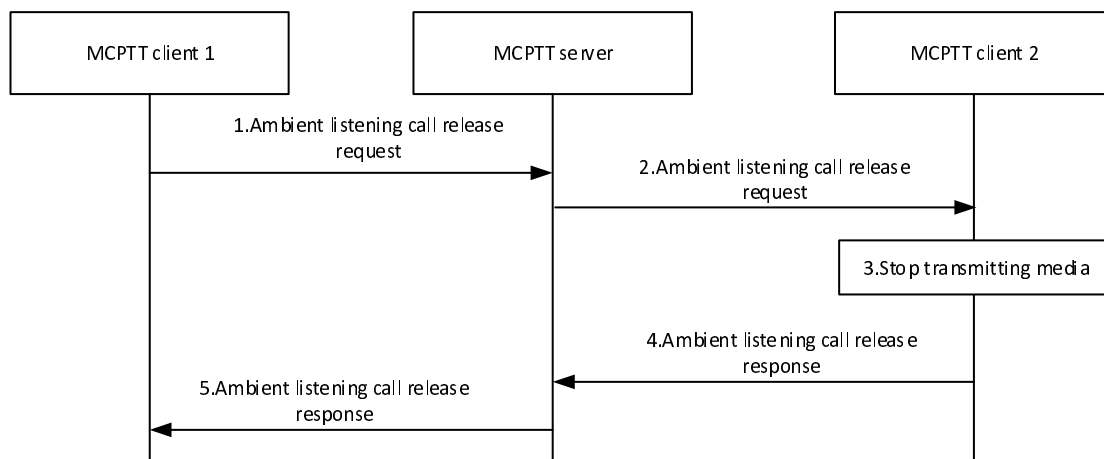 MCPTT client 1
MCPTT server
MCPTT client 2
1.Ambient listening call release
request
2.Ambient listening call release
request
3.Stop transmitting media
4.Ambient listening call release
response
5.Ambient listening call release
response